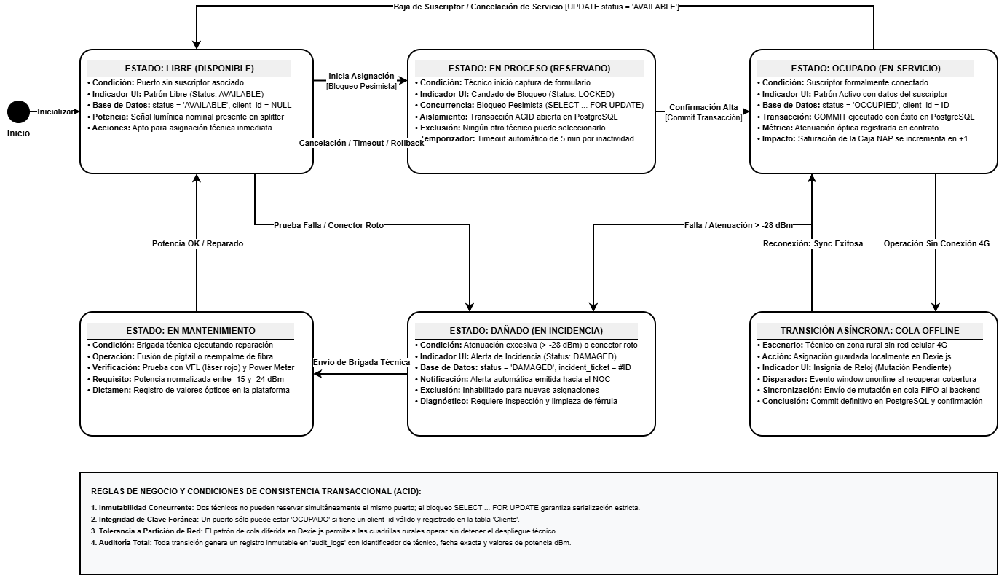 Baja de Suscriptor / Cancelación de Servicio [UPDATE status = 'AVAILABLE']
Inicio
Inicializar
ESTADO: LIBRE (DISPONIBLE)
• Condición: Puerto sin suscriptor asociado
• Indicador UI: Patrón Libre (Status: AVAILABLE)
• Base de Datos: status = 'AVAILABLE', client_id = NULL
• Potencia: Señal lumínica nominal presente en splitter
• Acciones: Apto para asignación técnica inmediata
Inicia Asignación
[Bloqueo Pesimista]
Cancelación / Timeout / Rollback
ESTADO: EN PROCESO (RESERVADO)
• Condición: Técnico inició captura de formulario
• Indicador UI: Candado de Bloqueo (Status: LOCKED)
• Concurrencia: Bloqueo Pesimista (SELECT ... FOR UPDATE)
• Aislamiento: Transacción ACID abierta en PostgreSQL
• Exclusión: Ningún otro técnico puede seleccionarlo
Temporizador: Timeout automático de 5 min por inactividad
Confirmación Alta
[Commit Transacción]
ESTADO: OCUPADO (EN SERVICIO)
• Condición: Suscriptor formalmente conectado
• Indicador UI: Patrón Activo con datos del suscriptor
• Base de Datos: status = 'OCCUPIED', client_id = ID
• Transacción: COMMIT ejecutado con éxito en PostgreSQL
• Métrica: Atenuación óptica registrada en contrato
• Impacto: Saturación de la Caja NAP se incrementa en +1
Prueba Falla / Conector Roto
Falla / Atenuación > -28 dBm
Potencia OK / Reparado
Reconexión: Sync Exitosa
Operación Sin Conexión 4G
ESTADO: EN MANTENIMIENTO
• Condición: Brigada técnica ejecutando reparación
• Operación: Fusión de pigtail o reempalme de fibra
• Verificación: Prueba con VFL (láser rojo) y Power Meter
• Requisito: Potencia normalizada entre -15 y -24 dBm
• Dictamen: Registro de valores ópticos en la plataforma
Envío de Brigada Técnica
ESTADO: DAÑADO (EN INCIDENCIA)
• Condición: Atenuación excesiva (> -28 dBm) o conector roto
• Indicador UI: Alerta de Incidencia (Status: DAMAGED)
• Base de Datos: status = 'DAMAGED', incident_ticket = #ID
• Notificación: Alerta automática emitida hacia el NOC
• Exclusión: Inhabilitado para nuevas asignaciones
• Diagnóstico: Requiere inspección y limpieza de férrula
TRANSICIÓN ASÍNCRONA: COLA OFFLINE
• Escenario: Técnico en zona rural sin red celular 4G
• Acción: Asignación guardada localmente en Dexie.js
• Indicador UI: Insignia de Reloj (Mutación Pendiente)
• Disparador: Evento window.ononline al recuperar cobertura
• Sincronización: Envío de mutación en cola FIFO al backend
• Conclusión: Commit definitivo en PostgreSQL y confirmación
REGLAS DE NEGOCIO Y CONDICIONES DE CONSISTENCIA TRANSACCIONAL (ACID):
1. Inmutabilidad Concurrente: Dos técnicos no pueden reservar simultáneamente el mismo puerto; el bloqueo SELECT ... FOR UPDATE garantiza serialización estricta.
2. Integridad de Clave Foránea: Un puerto sólo puede estar 'OCUPADO' si tiene un client_id válido y registrado en la tabla 'Clients'.
3. Tolerancia a Partición de Red: El patrón de cola diferida en Dexie.js permite a las cuadrillas rurales operar sin detener el despliegue técnico.
4. Auditoría Total: Toda transición genera un registro inmutable en 'audit_logs' con identificador de técnico, fecha exacta y valores de potencia dBm.